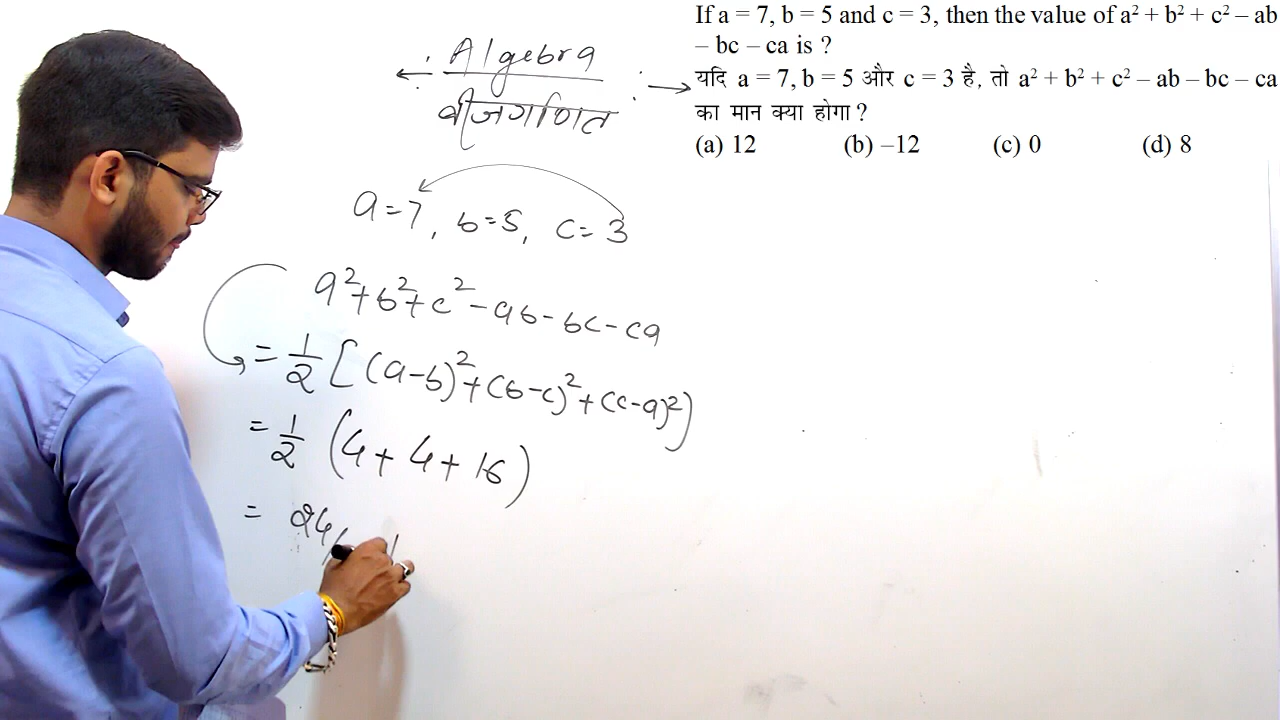 If a = 7, b = 5 and c = 3, then the value of a² + b² + c² – ab
– bc – ca is ?
यदि a = 7, b = 5 और c = 3 है, तो a² + b² + c² – ab – bc – ca
का मान क्या होगा ?
(a) 12 (b) –12 (c) 0 (d) 8
Algebra
बीजगणित
a=7, b=5, c=3
a²+b²+c²-ab-bc-ca
= 1/2 [(a-b)²+(b-c)²+(c-a)²)
= 1/2 (4+4+16)
= 24/